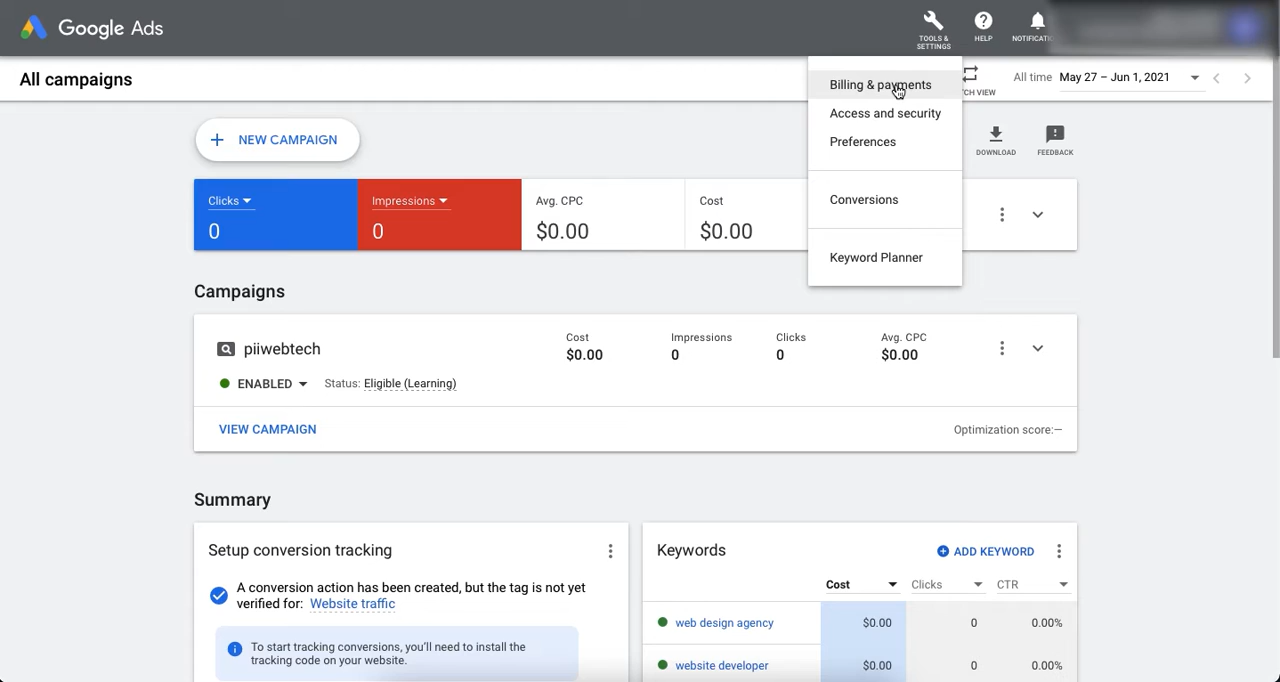 Google Ads
TOOLS &
SETTINGS
HELP
NOTIFICATI
All campaigns
Billing & payments
TCH VIEW
All time May 27 – Jun 1, 2021
Access and security
NEW CAMPAIGN
Preferences
DOWNLOAD
FEEDBACK
Clicks
0
Impressions
0
Avg. CPC
$0.00
Cost
$0.00
Conversions
Keyword Planner
Campaigns
piiwebtech
Cost
$0.00
Impressions
0
Clicks
0
Avg. CPC
$0.00
ENABLED
Status: Eligible (Learning)
VIEW CAMPAIGN
Optimization score:—
Summary
Setup conversion tracking
A conversion action has been created, but the tag is not yet
verified for: Website traffic
To start tracking conversions, you'll need to install the
tracking code on your website.
Keywords
ADD KEYWORD
Cost Clicks CTR
web design agency $0.00 0 0.00%
website developer $0.00 0 0.00%